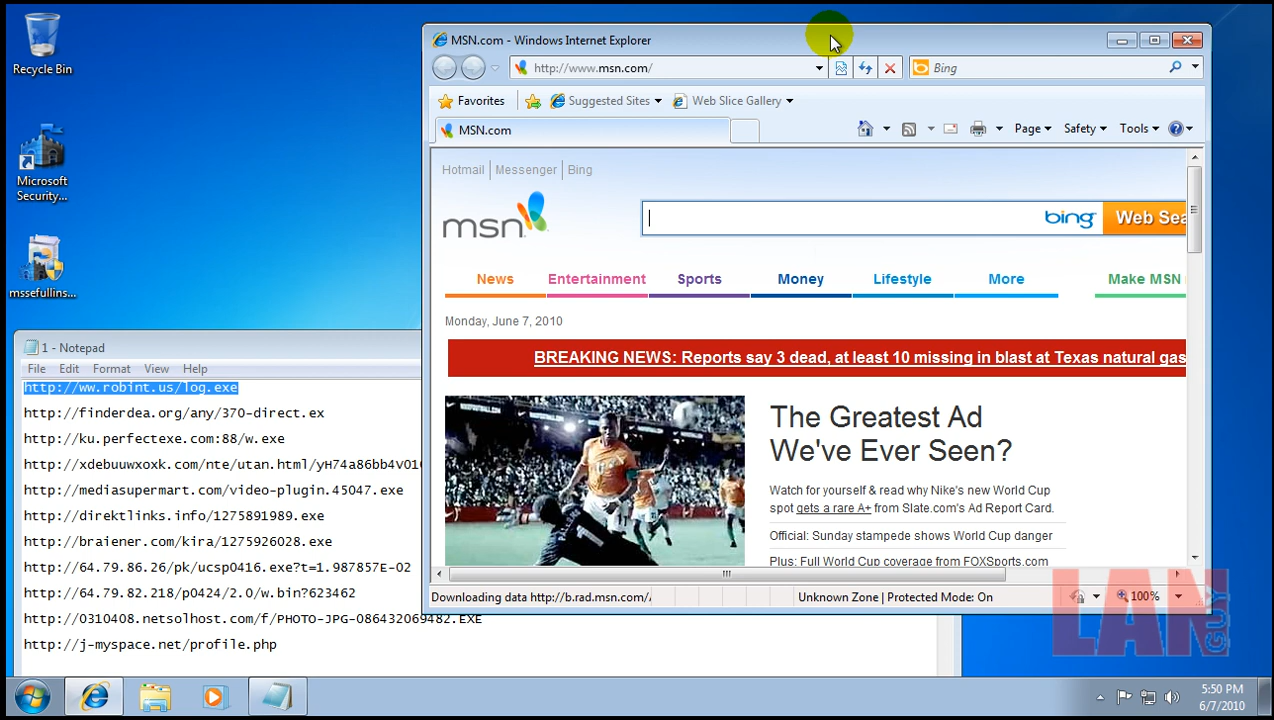 Recycle Bin
Microsoft
Security...
mssefullins...
MSN.com - Windows Internet Explorer
http://www.msn.com/
Bing
Favorites
Suggested Sites
Web Slice Gallery
MSN.com
Page
Safety
Tools
Hotmail
Messenger
Bing
msn
bing
Web Sea
News
Entertainment
Sports
Money
Lifestyle
More
Make MSN
Monday, June 7, 2010
BREAKING NEWS: Reports say 3 dead, at least 10 missing in blast at Texas natural gas
The Greatest Ad
We've Ever Seen?
Watch for yourself & read why Nike's new World Cup
spot gets a rare A+ from Slate.com's Ad Report Card.
Official: Sunday stampede shows World Cup danger
Plus: Full World Cup coverage from FOXSports.com
Downloading data http://b.rad.msn.com/
Unknown Zone | Protected Mode: On
100%
1 - Notepad
File Edit Format View Help
http://ww.robint.us/log.exe
http://finderdea.org/any/370-direct.ex
http://ku.perfectexe.com:88/w.exe
http://xdebuuwxoxk.com/nte/utan.html/yH74a86bb4vO10
http://mediasupermart.com/video-plugin.45047.exe
http://direktlinks.info/1275891989.exe
http://braiener.com/kira/1275926028.exe
http://64.79.86.26/pk/ucsp0416.exe?t=1.987857E-02
http://64.79.82.218/p0424/2.0/w.bin?623462
http://0310408.netsolhost.com/f/PHOTO-JPG-086432069482.EXE
http://j-myspace.net/profile.php
LAN
GUY
5:50 PM
6/7/2010